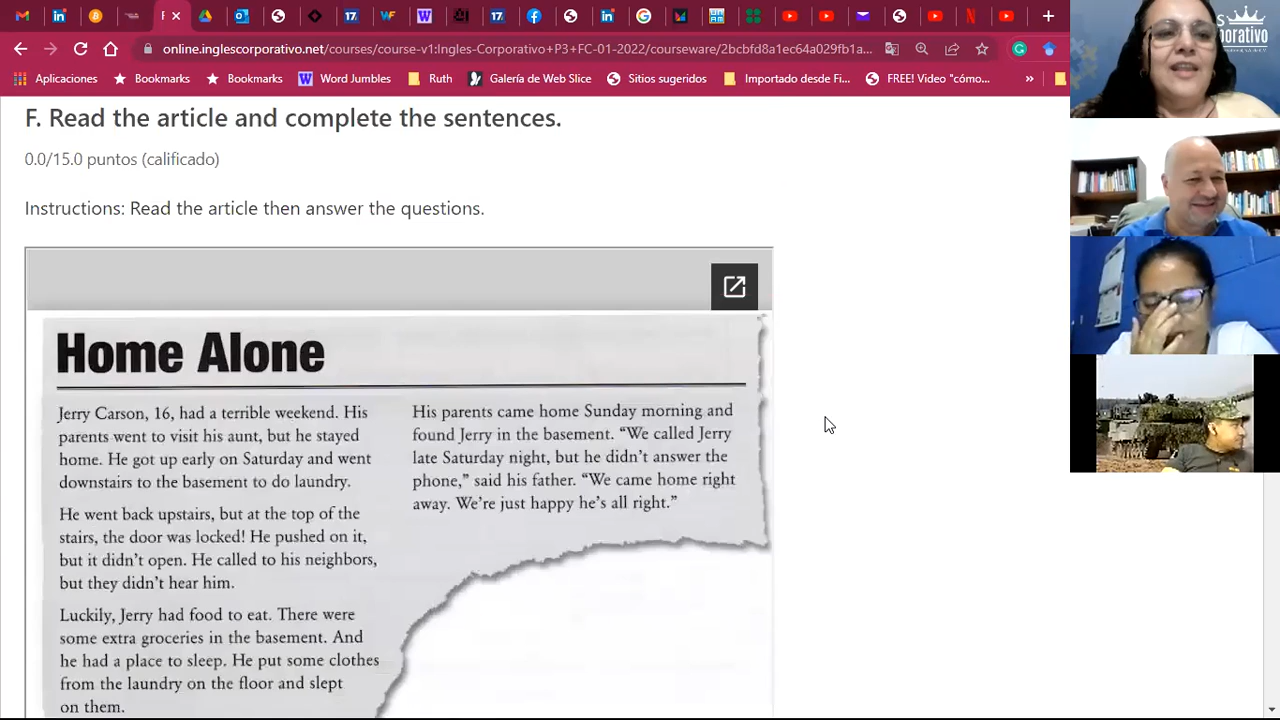 online.inglescorporativo.net/courses/course-v1:Ingles-Corporativo+P3+FC-01-2022/courseware/2bcbfd8a1ec64a029fb1a...
Aplicaciones
Bookmarks
Bookmarks
Word Jumbles
Ruth
Galería de Web Slice
Sitios sugeridos
Importado desde Fi...
FREE! Video "cómo...
»
F. Read the article and complete the sentences.
0.0/15.0 puntos (calificado)
Instructions: Read the article then answer the questions.
Home Alone
Jerry Carson, 16, had a terrible weekend. His
parents went to visit his aunt, but he stayed
home. He got up early on Saturday and went
downstairs to the basement to do laundry.
He went back upstairs, but at the top of the
stairs, the door was locked! He pushed on it,
but it didn't open. He called to his neighbors,
but they didn't hear him.
Luckily, Jerry had food to eat. There were
some extra groceries in the basement. And
he had a place to sleep. He put some clothes
from the laundry on the floor and slept
on them.
His parents came home Sunday morning and
found Jerry in the basement. “We called Jerry
late Saturday night, but he didn't answer the
phone,” said his father. “We came home right
away. We're just happy he's all right.”